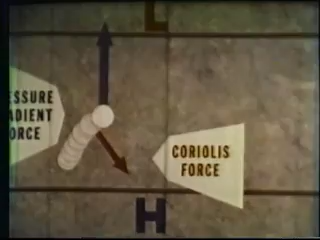 L
ESSURE
ADIENT
ORCE
CORIOLIS
FORCE
H